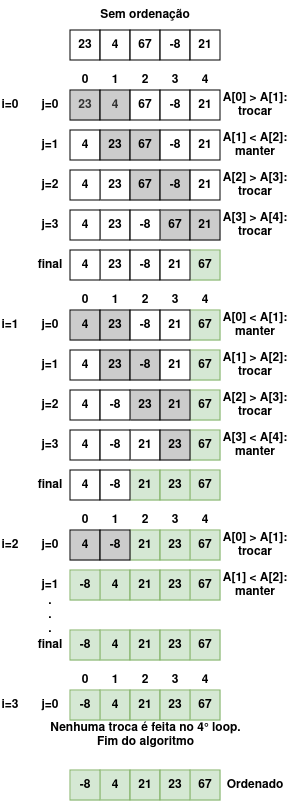 Sem ordenação
23 4 67 -8 21
0 1 2 3 4
i=0 j=0 23 4 67 -8 21 A[0] > A[1]:
trocar
j=1 4 23 67 -8 21 A[1] < A[2]:
manter
j=2 4 23 67 -8 21 A[2] > A[3]:
trocar
j=3 4 23 -8 67 21 A[3] > A[4]:
trocar
final 4 23 -8 21 67
0 1 2 3 4
i=1 j=0 4 23 -8 21 67 A[0] < A[1]:
manter
j=1 4 23 -8 21 67 A[1] > A[2]:
trocar
j=2 4 -8 23 21 67 A[2] > A[3]:
trocar
j=3 4 -8 21 23 67 A[3] < A[4]:
manter
final 4 -8 21 23 67
0 1 2 3 4
i=2 j=0 4 -8 21 23 67 A[0] > A[1]:
trocar
j=1 -8 4 21 23 67 A[1] < A[2]:
manter
.
.
.
final -8 4 21 23 67
0 1 2 3 4
i=3 j=0 -8 4 21 23 67
Nenhuma troca é feita no 4° loop.
Fim do algoritmo
-8 4 21 23 67 Ordenado